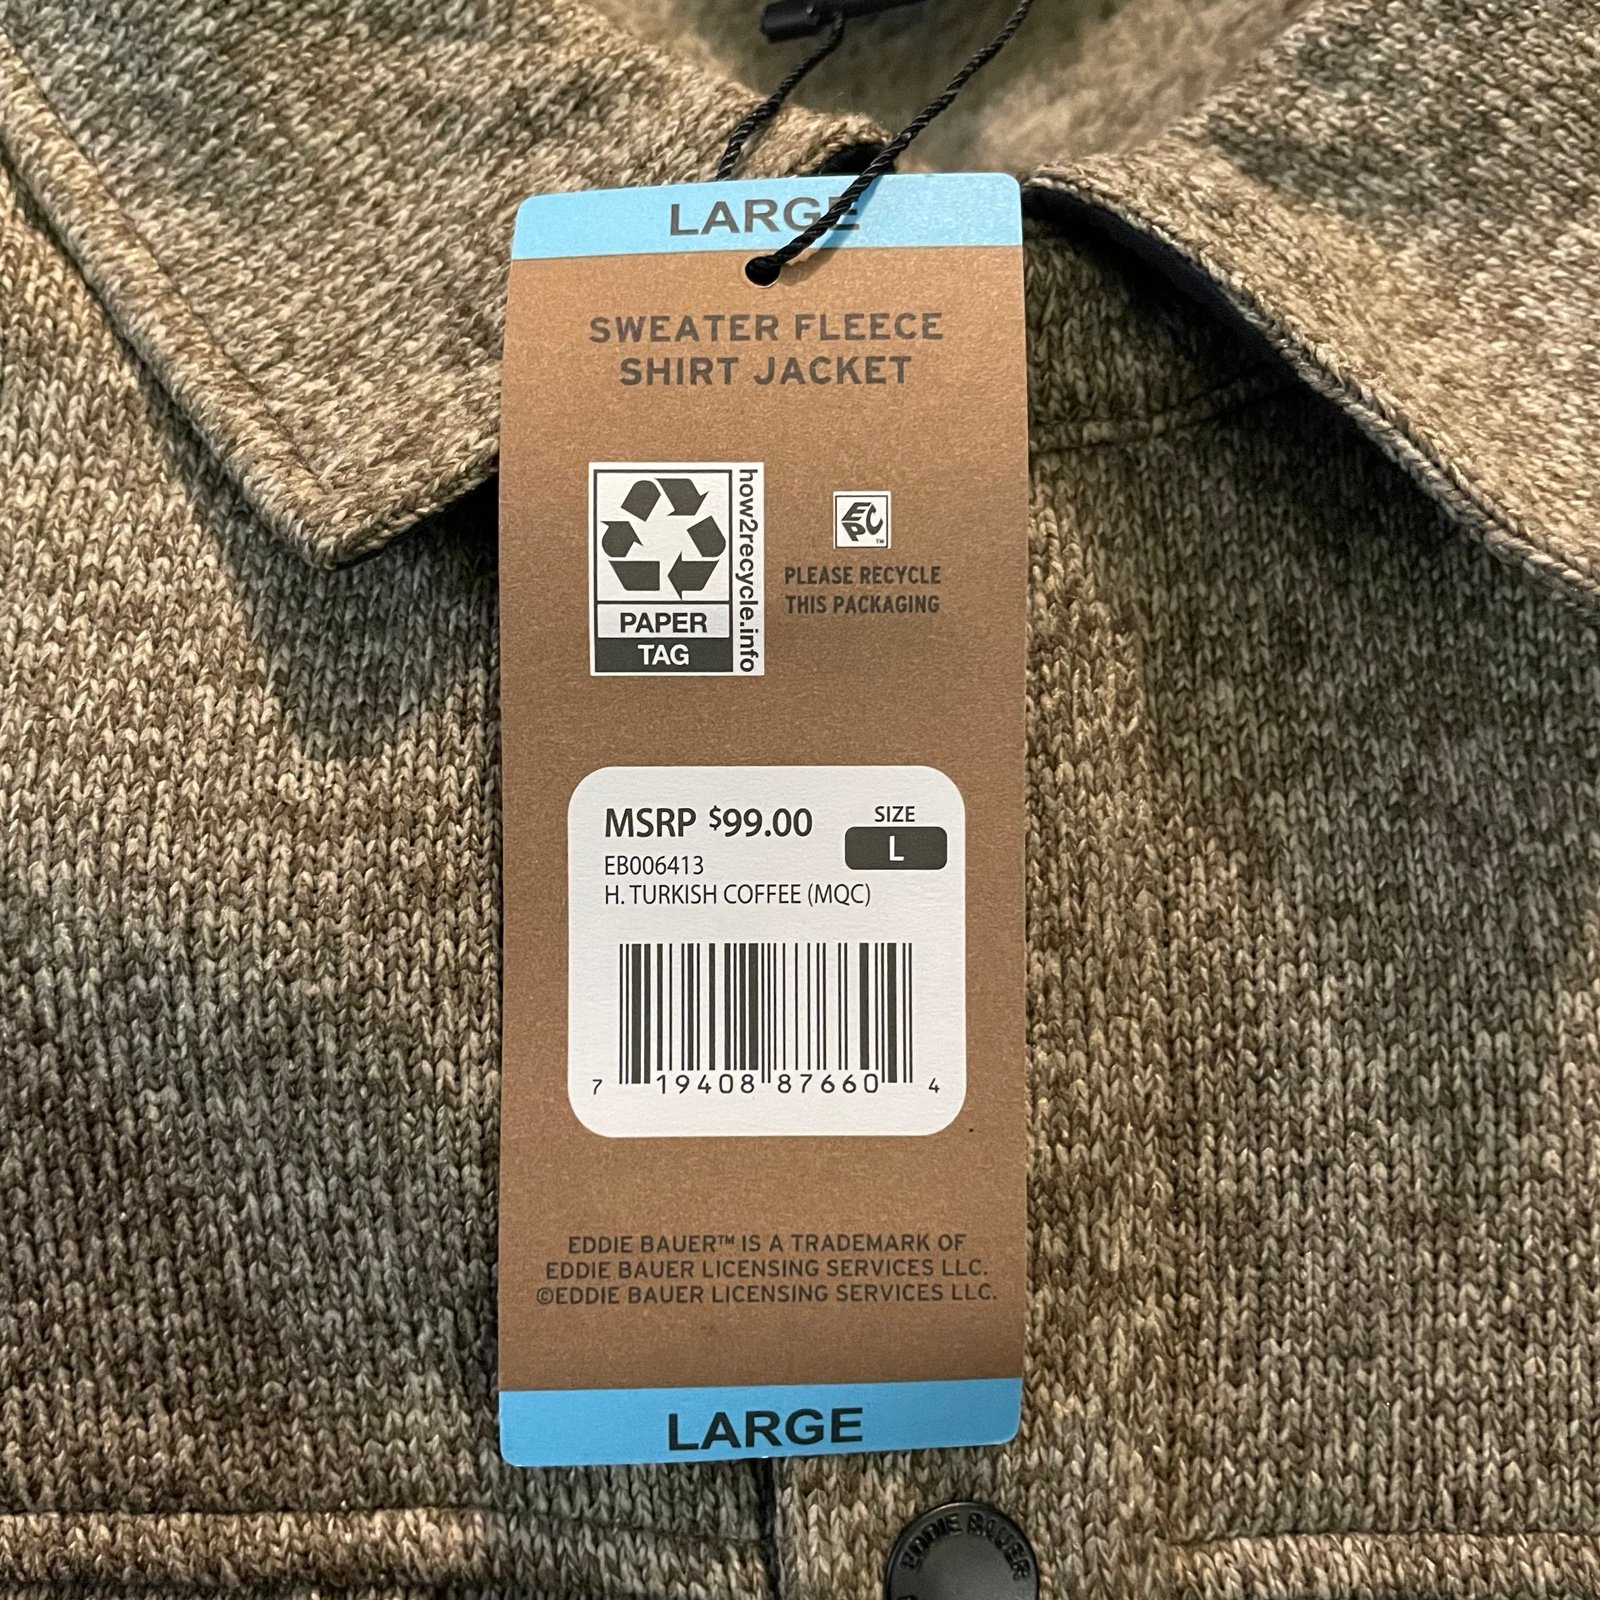 LARGE
SWEATER FLEECE
SHIRT JACKET
how2recycle.info
PAPER
TAG
EPC
™
PLEASE RECYCLE
THIS PACKAGING
MSRP $99.00
SIZE
L
EB006413
H. TURKISH COFFEE (MQC)
7 19408 87660 4
EDDIE BAUER™ IS A TRADEMARK OF
EDDIE BAUER LICENSING SERVICES LLC.
©EDDIE BAUER LICENSING SERVICES LLC.
LARGE
EDDIE BAUER